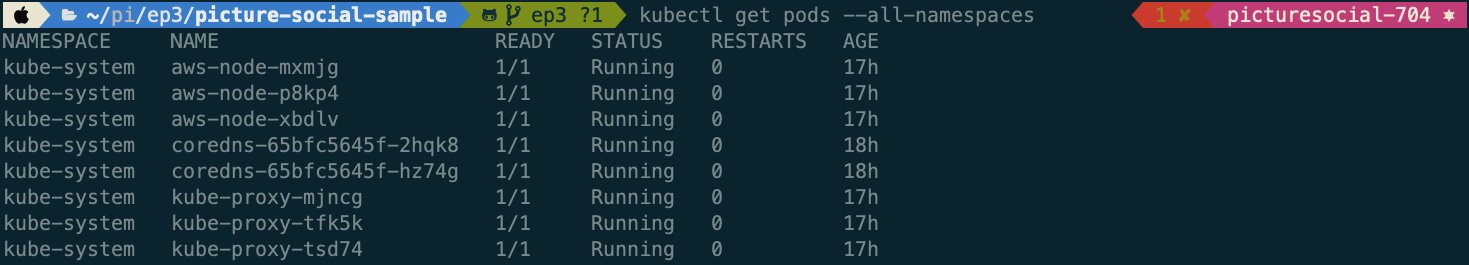 ~/pi/ep3/picture-social-sample ep3 ?1 kubectl get pods --all-namespaces 1 ✘ picturesocial-704 ⎈
NAMESPACE NAME READY STATUS RESTARTS AGE
kube-system aws-node-mxmjg 1/1 Running 0 17h
kube-system aws-node-p8kp4 1/1 Running 0 17h
kube-system aws-node-xbdlv 1/1 Running 0 17h
kube-system coredns-65bfc5645f-2hqk8 1/1 Running 0 18h
kube-system coredns-65bfc5645f-hz74g 1/1 Running 0 18h
kube-system kube-proxy-mjncg 1/1 Running 0 17h
kube-system kube-proxy-tfk5k 1/1 Running 0 17h
kube-system kube-proxy-tsd74 1/1 Running 0 17h